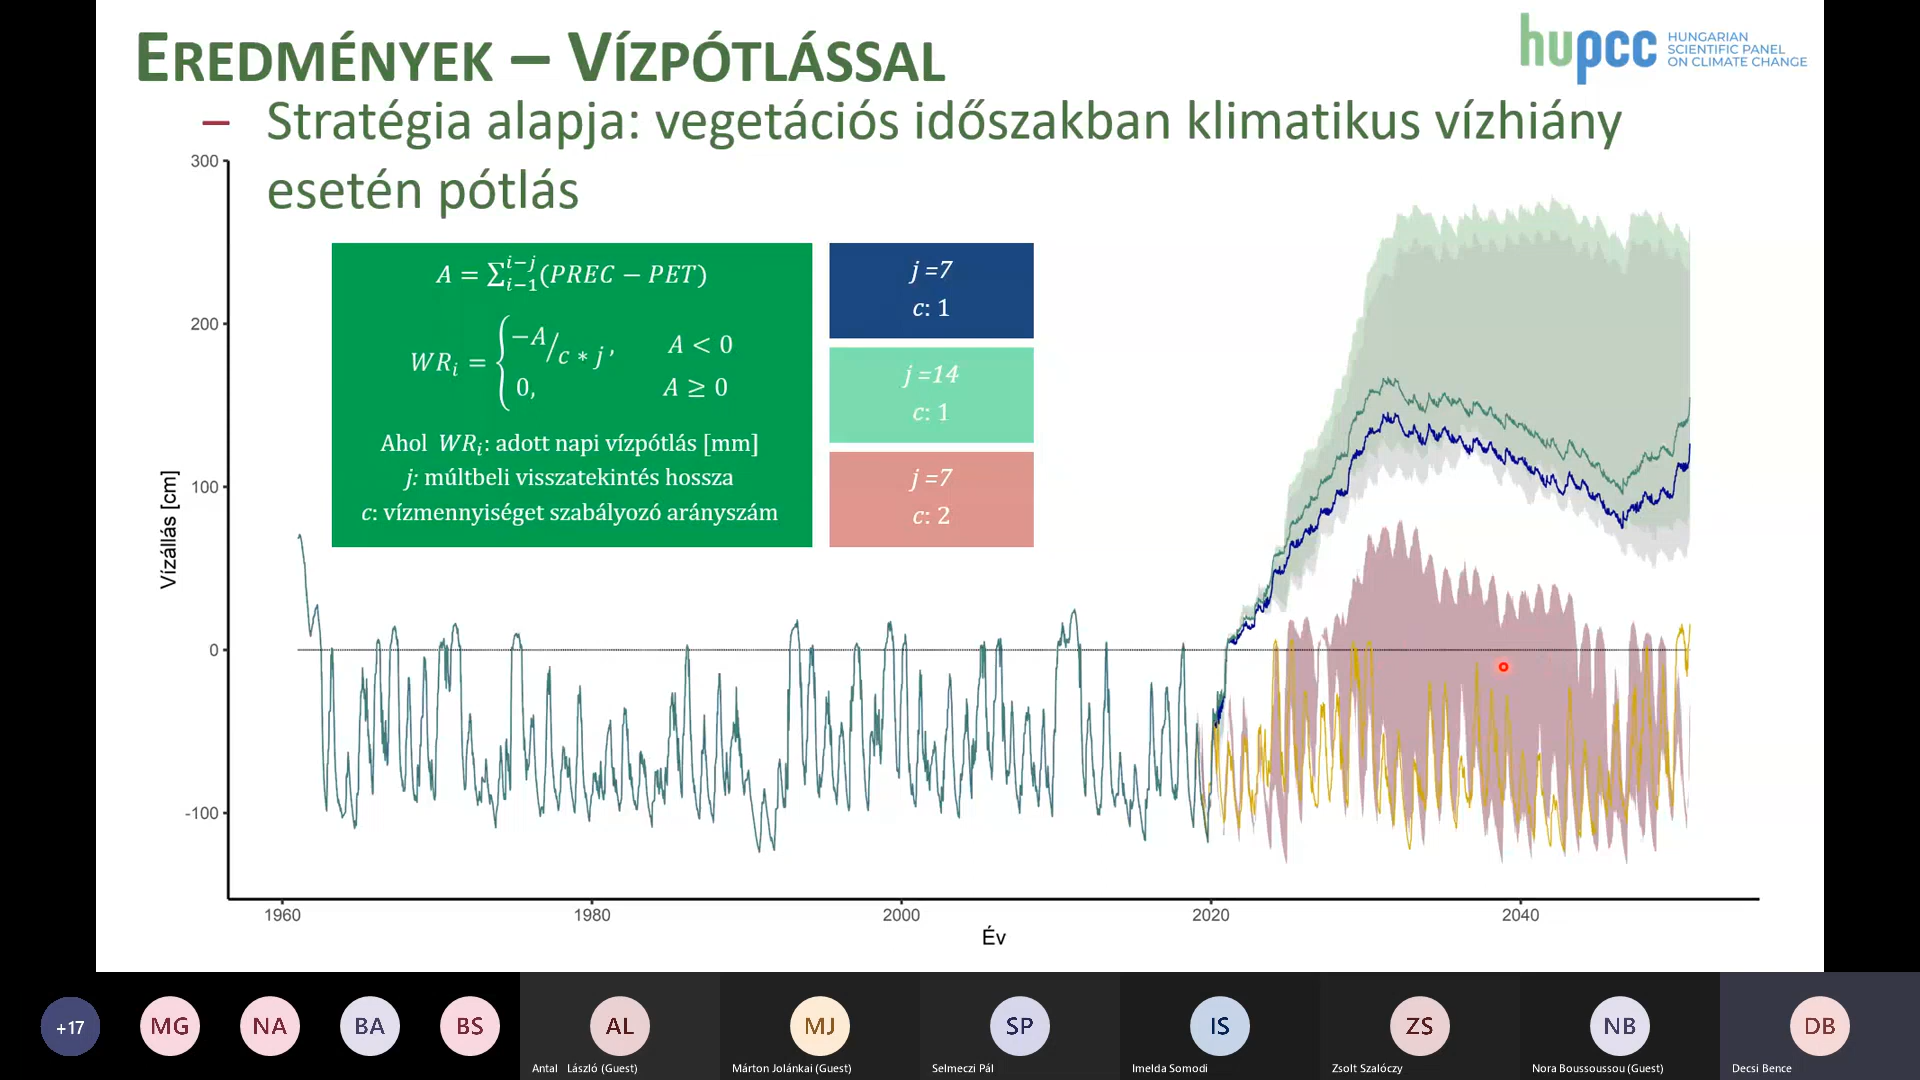 EREDMÉNYEK – VÍZPÓTLÁSSAL
hupcc
HUNGARIAN
SCIENTIFIC PANEL
ON CLIMATE CHANGE
– Stratégia alapja: vegetációs időszakban klimatikus vízhiány
esetén pótlás
A = ∑_{i−1}^{i−j}(PREC − PET)
WR_i = { −A/c ∗ j, A < 0
0, A ≥ 0
Ahol WR_i: adott napi vízpótlás [mm]
j: múltbeli visszatekintés hossza
c: vízmennyiséget szabályozó arányszám
j =7
c: 1
j =14
c: 1
j =7
c: 2
Vízállás [cm]
300
200
100
0
-100
1960
1980
2000
2020
2040
Év
+17
MG
NA
BA
BS
AL
MJ
SP
IS
ZS
NB
DB
Antal László (Guest)
Márton Jolánkai (Guest)
Selmeczi Pál
Imelda Somodi
Zsolt Szalóczy
Nora Boussoussou (Guest)
Decsi Bence